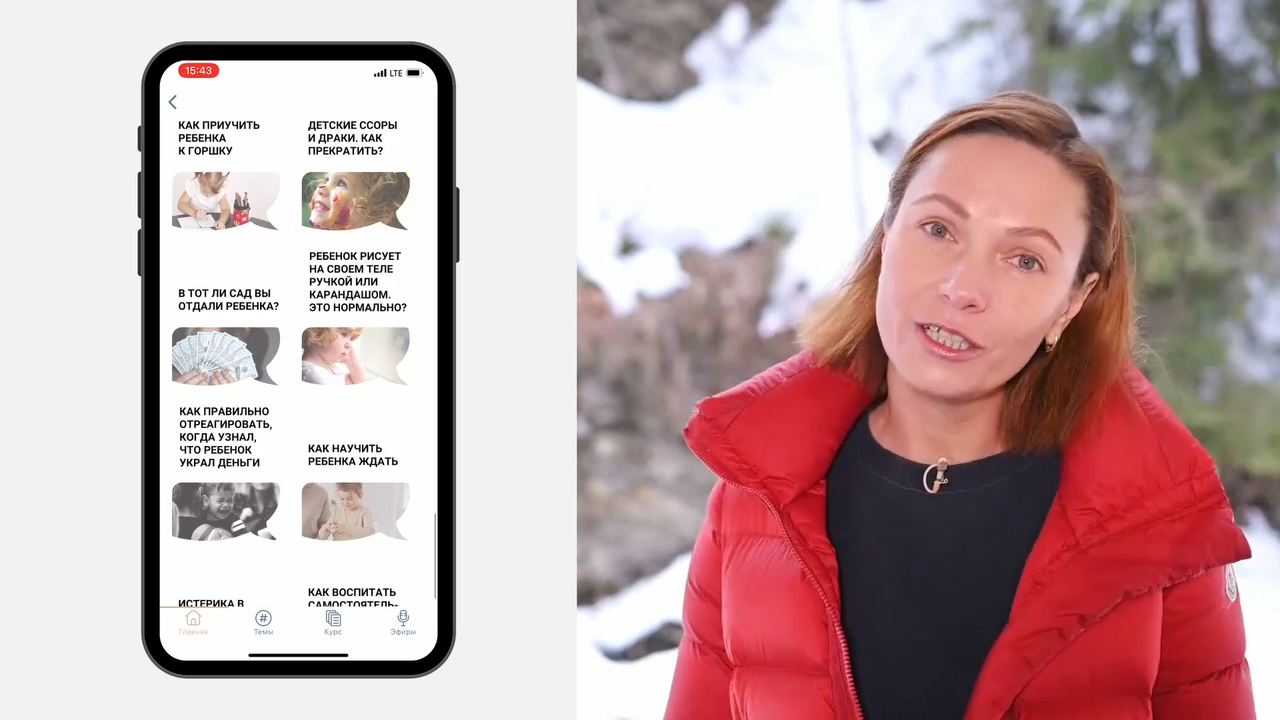 15:43
LTE
КАК ПРИУЧИТЬ
РЕБЕНКА
К ГОРШКУ
ДЕТСКИЕ ССОРЫ
И ДРАКИ. КАК
ПРЕКРАТИТЬ?
В ТОТ ЛИ САД ВЫ
ОТДАЛИ РЕБЕНКА?
РЕБЕНОК РИСУЕТ
НА СВОЕМ ТЕЛЕ
РУЧКОЙ ИЛИ
КАРАНДАШОМ.
ЭТО НОРМАЛЬНО?
КАК ПРАВИЛЬНО
ОТРЕАГИРОВАТЬ,
КОГДА УЗНАЛ,
ЧТО РЕБЕНОК
УКРАЛ ДЕНЬГИ
КАК НАУЧИТЬ
РЕБЕНКА ЖДАТЬ
ИСТЕРИКА В
КАК ВОСПИТАТЬ
САМОСТОЯТЕЛЬ-
Главная
Темы
Курс
Эфиры